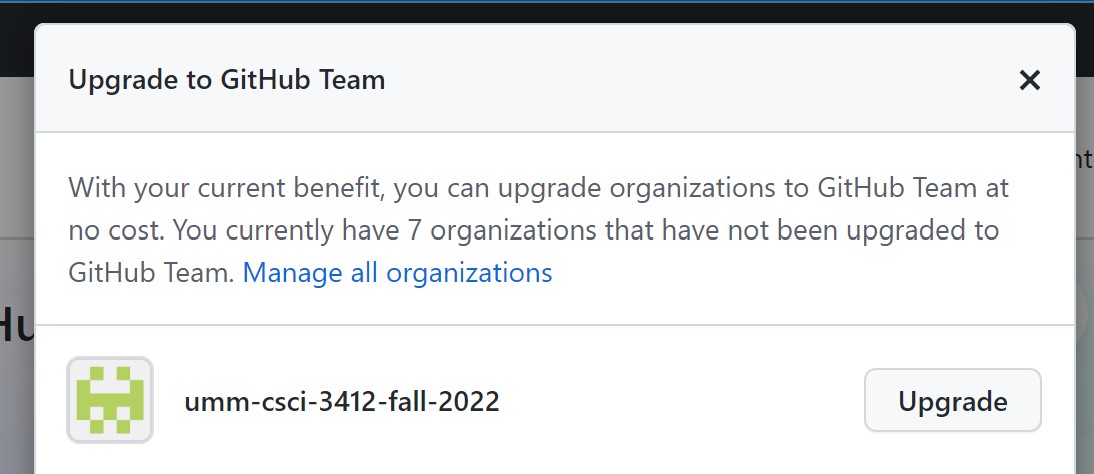 Upgrade to GitHub Team
With your current benefit, you can upgrade organizations to GitHub Team at
no cost. You currently have 7 organizations that have not been upgraded to
GitHub Team. Manage all organizations
umm-csci-3412-fall-2022
Upgrade